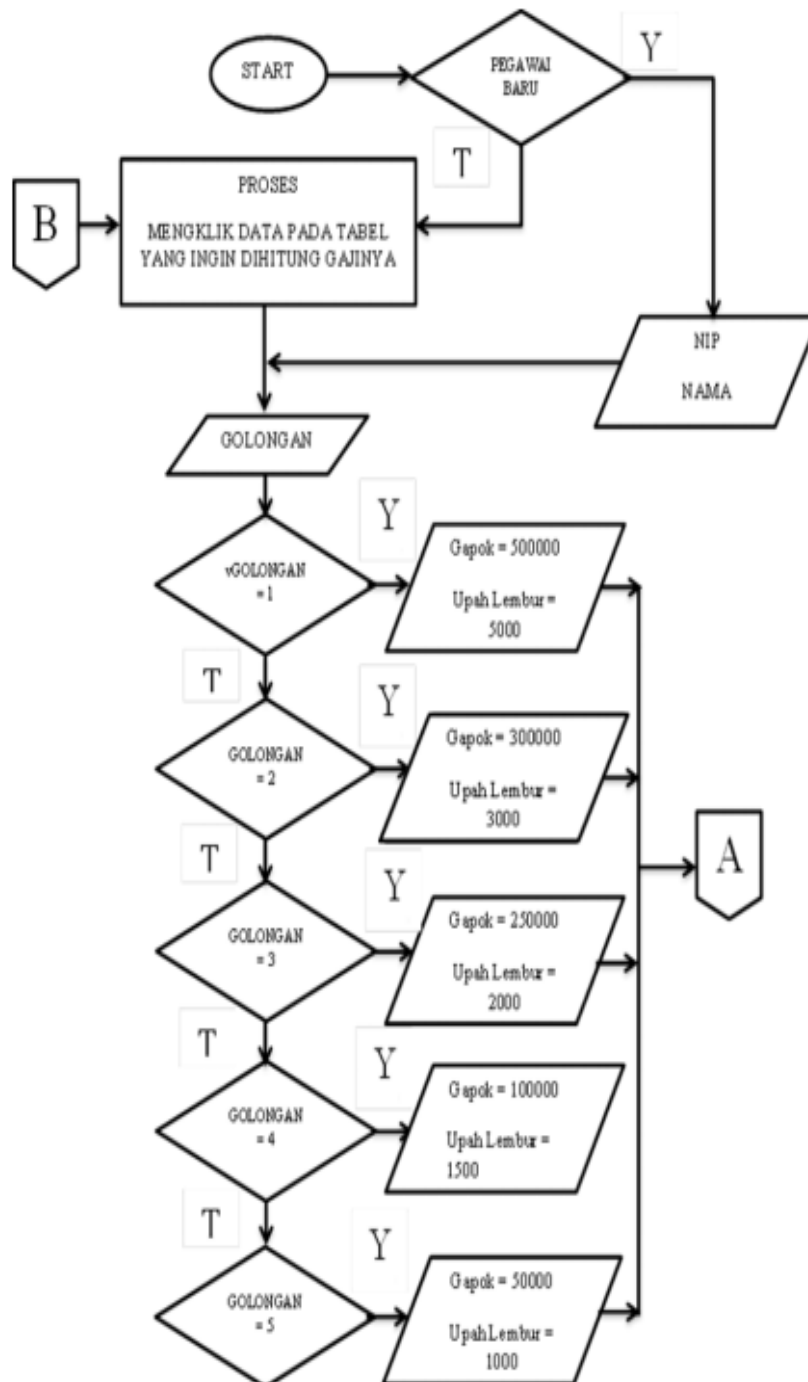 START
PEGAWAI
BARU
Y
T
B
PROSES
MENGKLIK DATA PADA TABEL
YANG INGIN DIHITUNG GAJINYA
NIP
NAMA
GOLONGAN
vGOLONGAN
= 1
Y
Gapok = 500000
Upah Lembur =
5000
T
GOLONGAN
= 2
Y
Gapok = 300000
Upah Lembur =
3000
T
GOLONGAN
= 3
Y
Gapok = 250000
Upah Lembur =
2000
A
T
GOLONGAN
= 4
Y
Gapok = 100000
Upah Lembur =
1500
T
GOLONGAN
= 5
Y
Gapok = 50000
Upah Lembur =
1000